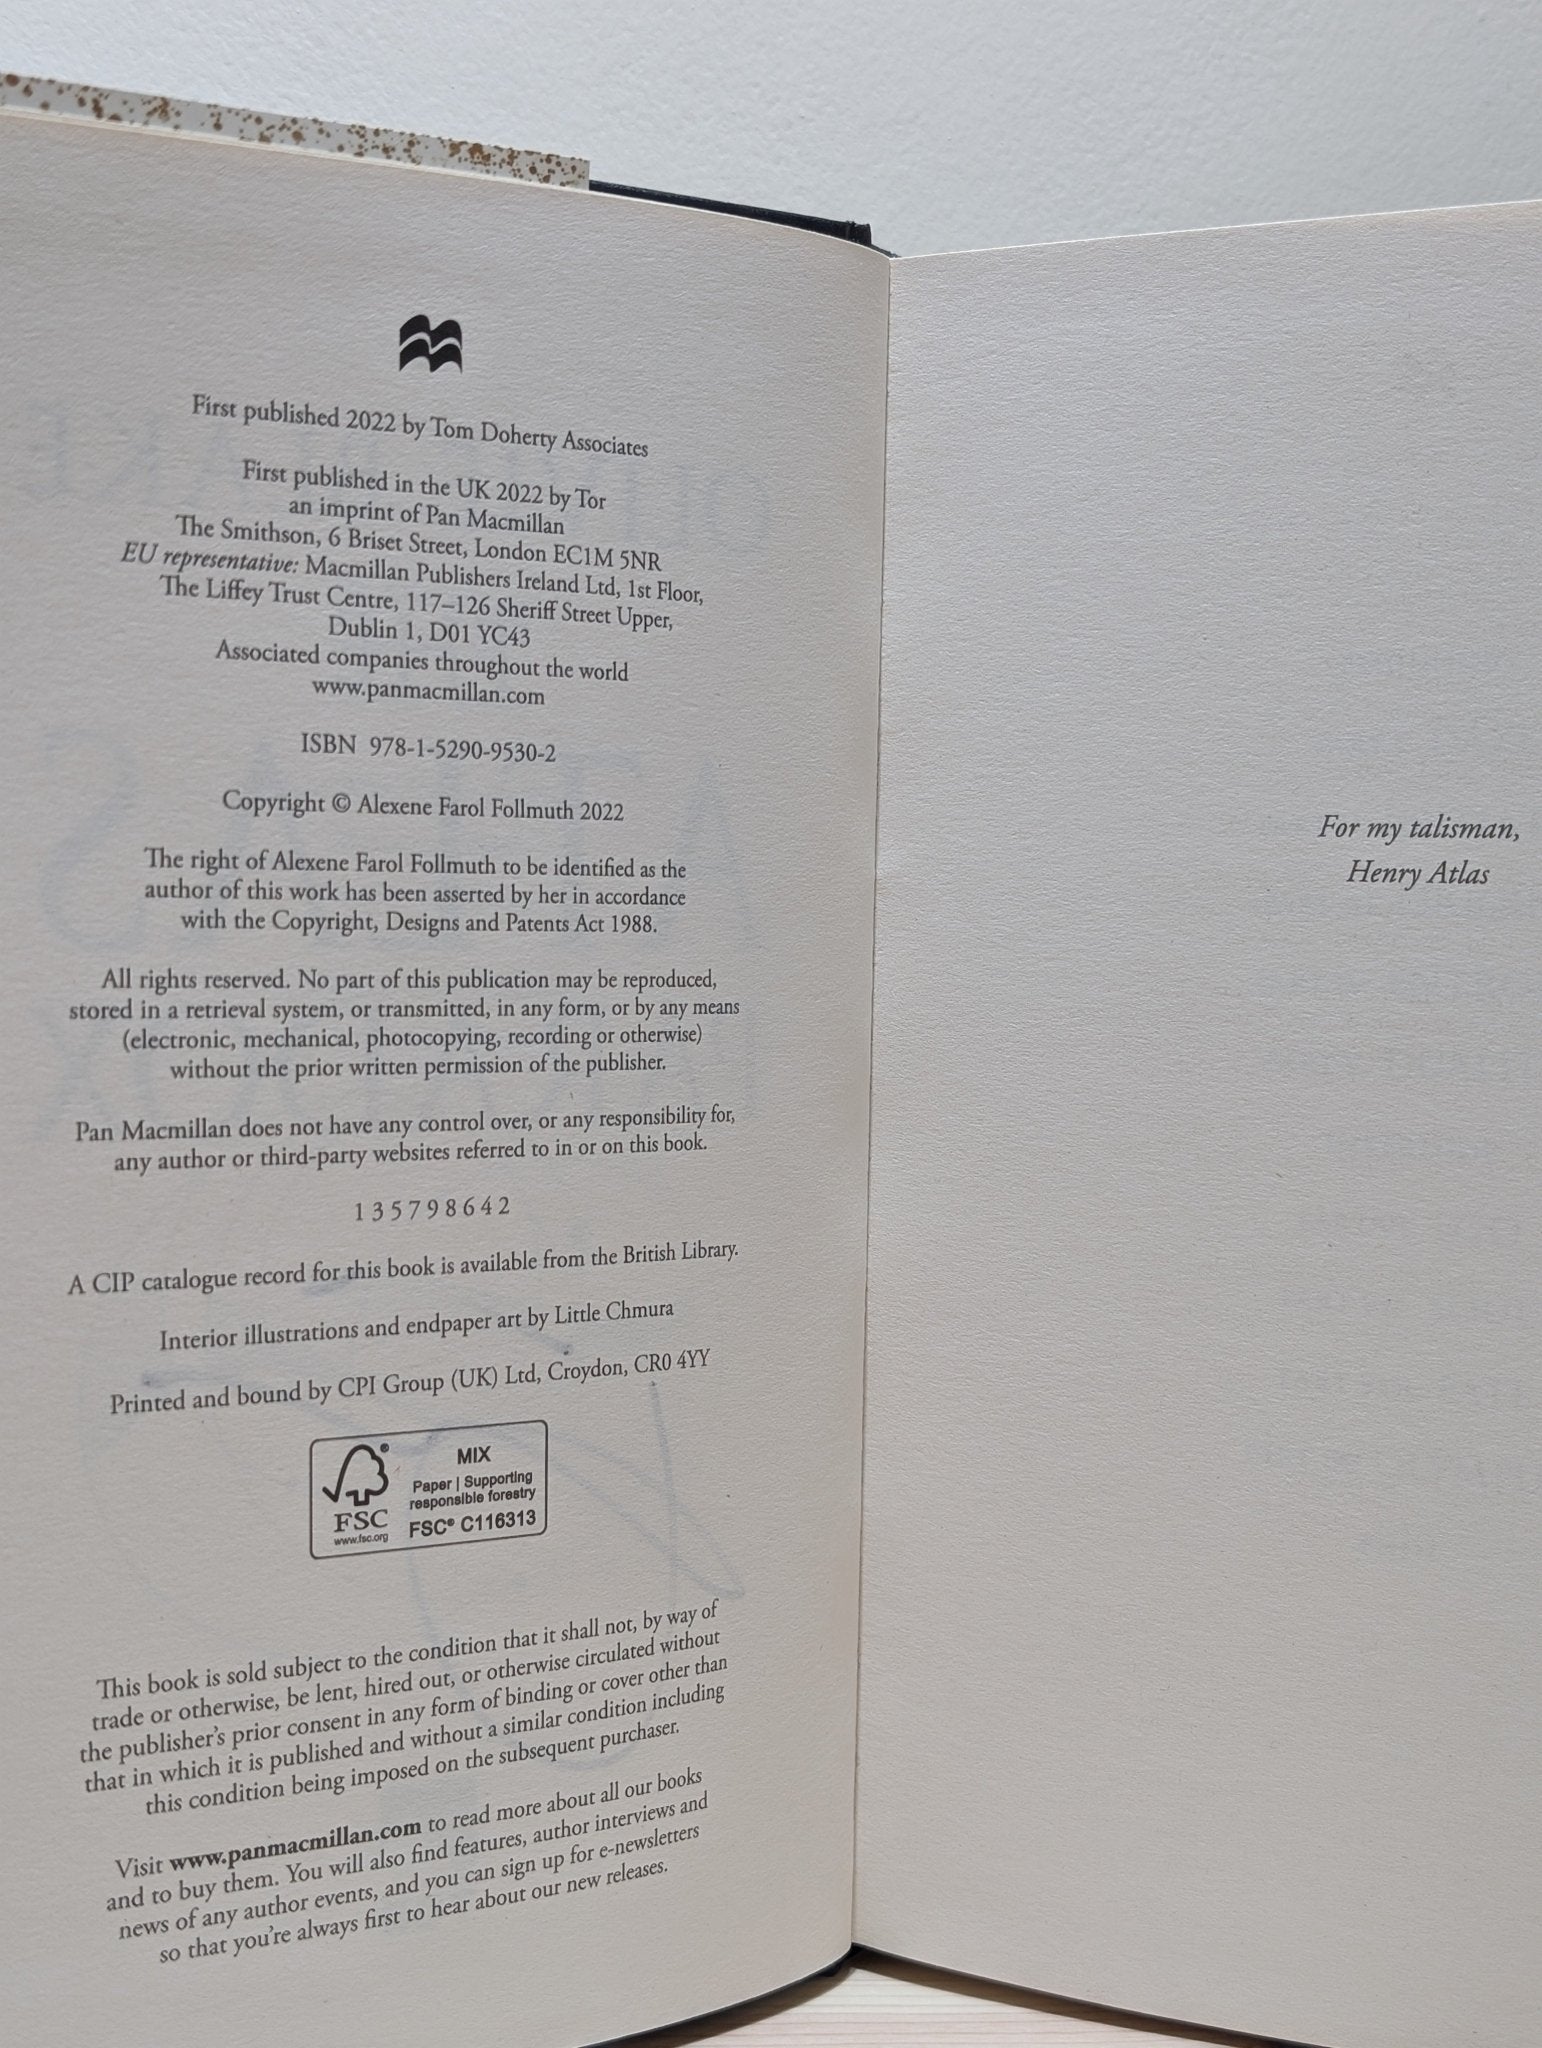 First published 2022 by Tom Doherty Associates
First published in the UK 2022 by Tor
an imprint of Pan Macmillan
The Smithson, 6 Briset Street, London EC1M 5NR
EU representative: Macmillan Publishers Ireland Ltd, 1st Floor,
The Liffey Trust Centre, 117–126 Sheriff Street Upper,
Dublin 1, D01 YC43
Associated companies throughout the world
www.panmacmillan.com
ISBN 978-1-5290-9530-2
Copyright © Alexene Farol Follmuth 2022
The right of Alexene Farol Follmuth to be identified as the
author of this work has been asserted by her in accordance
with the Copyright, Designs and Patents Act 1988.
All rights reserved. No part of this publication may be reproduced,
stored in a retrieval system, or transmitted, in any form, or by any means
(electronic, mechanical, photocopying, recording or otherwise)
without the prior written permission of the publisher.
Pan Macmillan does not have any control over, or any responsibility for,
any author or third-party websites referred to in or on this book.
1 3 5 7 9 8 6 4 2
A CIP catalogue record for this book is available from the British Library.
Interior illustrations and endpaper art by Little Chmura
Printed and bound by CPI Group (UK) Ltd, Croydon, CR0 4YY
FSC
www.fsc.org
MIX
Paper | Supporting
responsible forestry
FSC® C116313
This book is sold subject to the condition that it shall not, by way of
trade or otherwise, be lent, hired out, or otherwise circulated without
the publisher's prior consent in any form of binding or cover other than
that in which it is published and without a similar condition including
this condition being imposed on the subsequent purchaser.
Visit www.panmacmillan.com to read more about all our books
and to buy them. You will also find features, author interviews and
news of any author events, and you can sign up for e-newsletters
so that you're always first to hear about our new releases.
For my talisman,
Henry Atlas